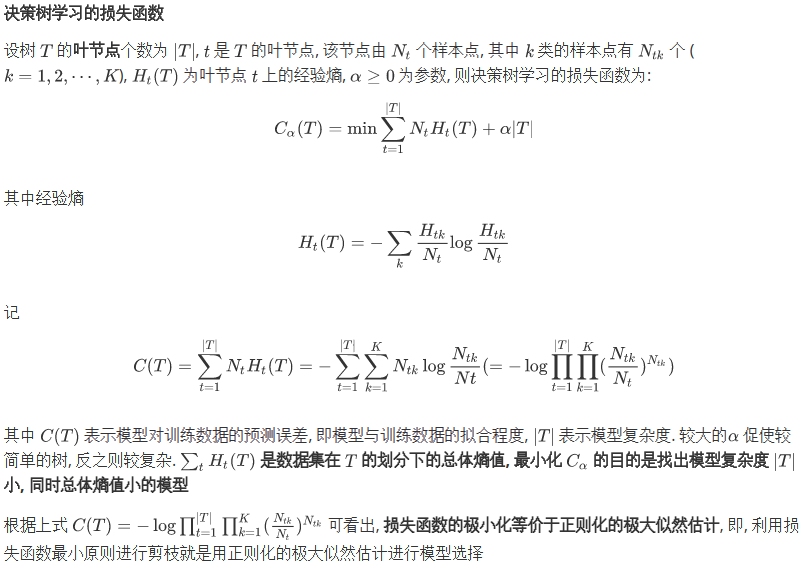 决策树学习的损失函数
设树 $T$ 的叶节点个数为 $|T|$, $t$ 是 $T$ 的叶节点, 该节点由 $N_t$ 个样本点, 其中 $k$ 类的样本点有 $N_{tk}$ 个 (
$k = 1, 2, \cdots, K$), $H_t(T)$ 为叶节点 $t$ 上的经验熵, $\alpha \geq 0$ 为参数, 则决策树学习的损失函数为:
$C_\alpha(T) = \min \sum_{t=1}^{|T|} N_t H_t(T) + \alpha|T|$
其中经验熵
$H_t(T) = -\sum_k \frac{H_{tk}}{N_t} \log \frac{H_{tk}}{N_t}$
记
$C(T) = \sum_{t=1}^{|T|} N_t H_t(T) = -\sum_{t=1}^{|T|} \sum_{k=1}^{K} N_{tk} \log \frac{N_{tk}}{Nt} (= -\log \prod_{t=1}^{|T|} \prod_{k=1}^{K} (\frac{N_{tk}}{N_t})^{N_{tk}})$
其中 $C(T)$ 表示模型对训练数据的预测误差, 即模型与训练数据的拟合程度, $|T|$ 表示模型复杂度. 较大的$\alpha$ 促使较
简单的树, 反之则较复杂. $\sum_t H_t(T)$ 是数据集在 $T$ 的划分下的总体熵值, 最小化 $C_\alpha$ 的目的是找出模型复杂度 $|T|$
小, 同时总体熵值小的模型
根据上式 $C(T) = -\log \prod_{t=1}^{|T|} \prod_{k=1}^{K} (\frac{N_{tk}}{N_t})^{N_{tk}}$ 可看出, 损失函数的极小化等价于正则化的极大似然估计, 即, 利用损
失函数最小原则进行剪枝就是用正则化的极大似然估计进行模型选择